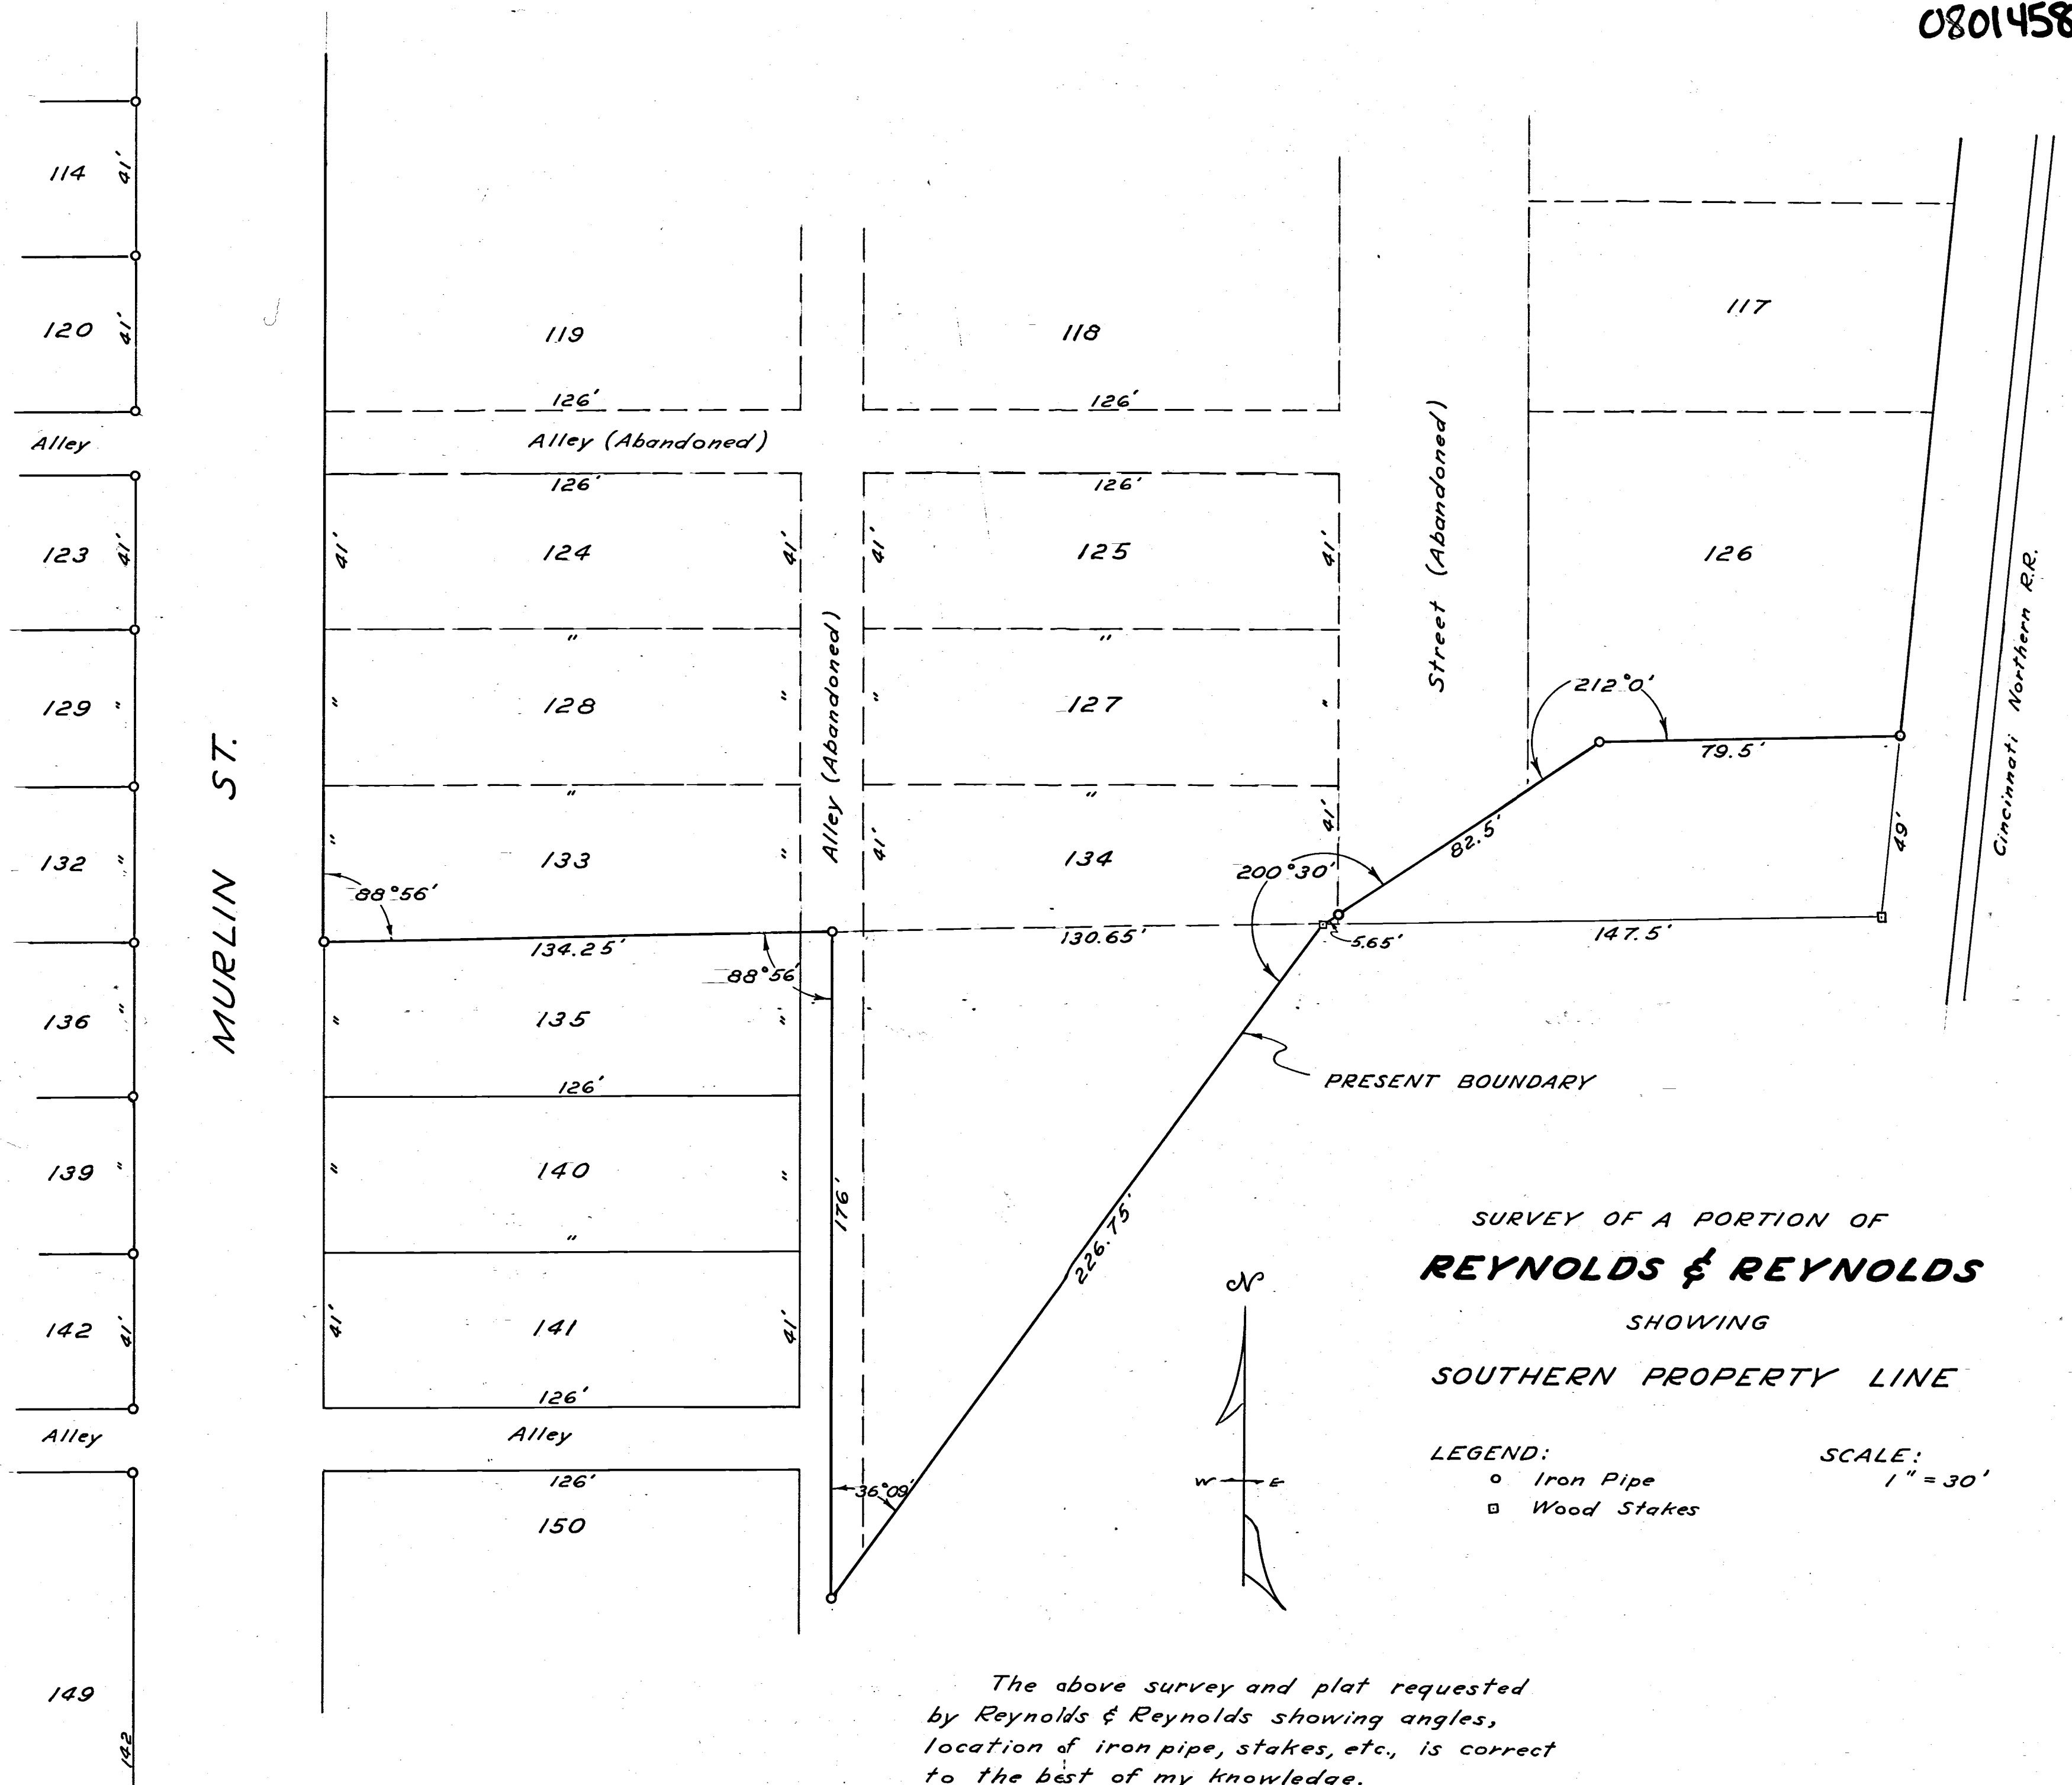 0801458
114 41'
120 41'
Alley
123 41'
129 "
132 "
136 "
139 "
142 41'
Alley
149
142
MURLIN ST.
119
126'
118
126'
117
Alley (Abandoned)
126'
126'
41' 124 41'
41' 125 41'
126
"
"
" 128 "
" 127 "
"
"
" 133 "
41' 134 41'
Alley (Abandoned)
Street (Abandoned)
Cincinnati Northern R.R.
212°0'
79.5'
82.5'
49'
200°30'
88°56'
134.25'
130.65'
5.65'
147.5'
88°56'
" 135 "
126'
" 140 "
"
41' 141 41'
126'
Alley
126'
150
176'
226.75'
36°09'
PRESENT BOUNDARY
N
W E
SURVEY OF A PORTION OF
REYNOLDS & REYNOLDS
SHOWING
SOUTHERN PROPERTY LINE
LEGEND:
Iron Pipe
Wood Stakes
SCALE:
1" = 30'
The above survey and plat requested
by Reynolds & Reynolds showing angles,
location of iron pipe, stakes, etc., is correct
to the best of my knowledge.